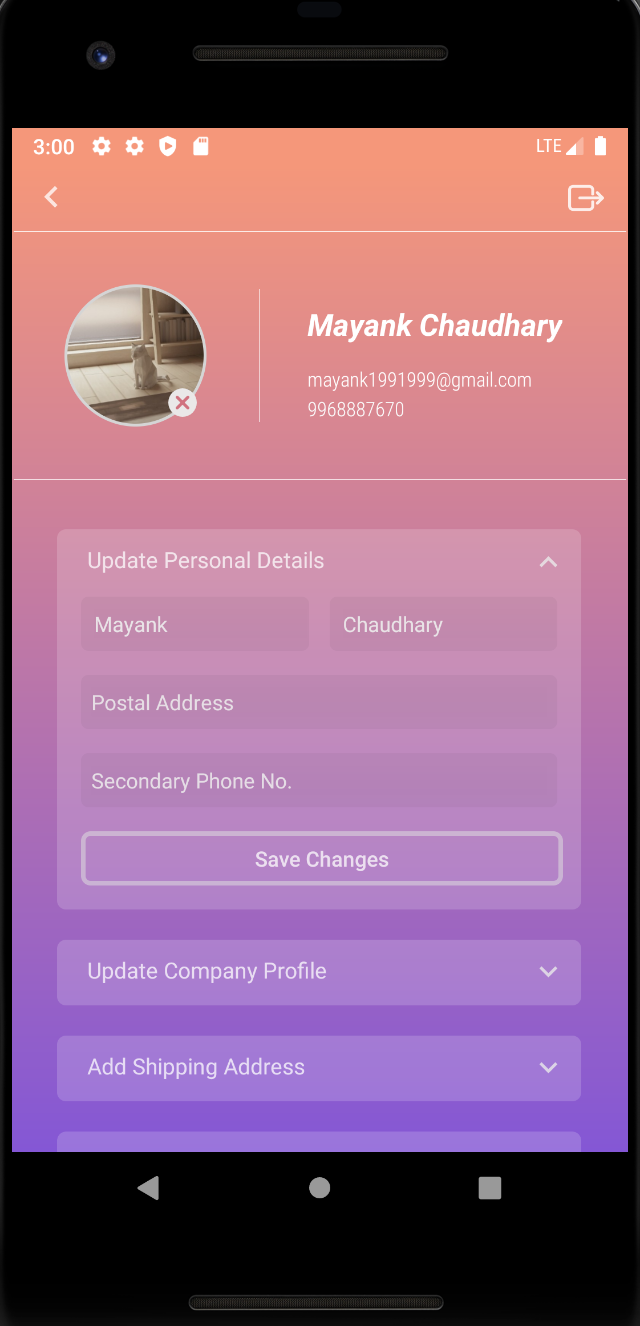 3:00 LTE
Mayank Chaudhary
mayank1991999@gmail.com
9968887670
Update Personal Details
Mayank Chaudhary
Postal Address
Secondary Phone No.
Save Changes
Update Company Profile
Add Shipping Address